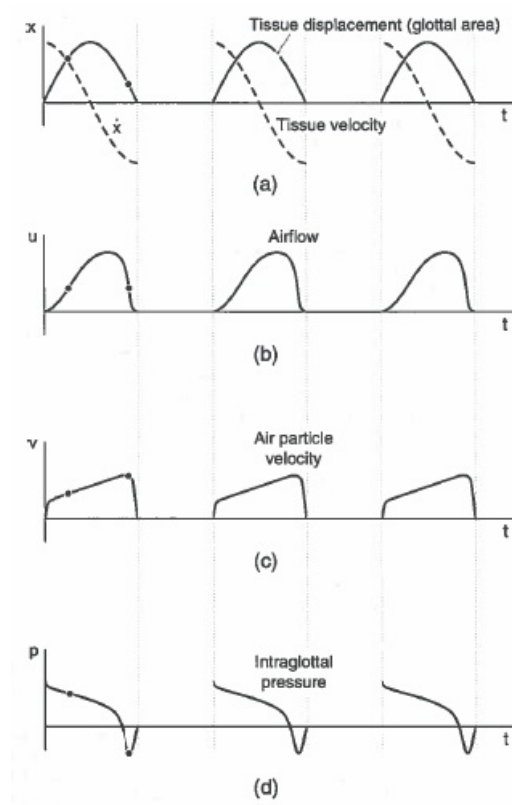 x
Tissue displacement (glottal area)
ẋ
Tissue velocity
t
(a)
u
Airflow
t
(b)
v
Air particle
velocity
t
(c)
p
Intraglottal
pressure
t
(d)